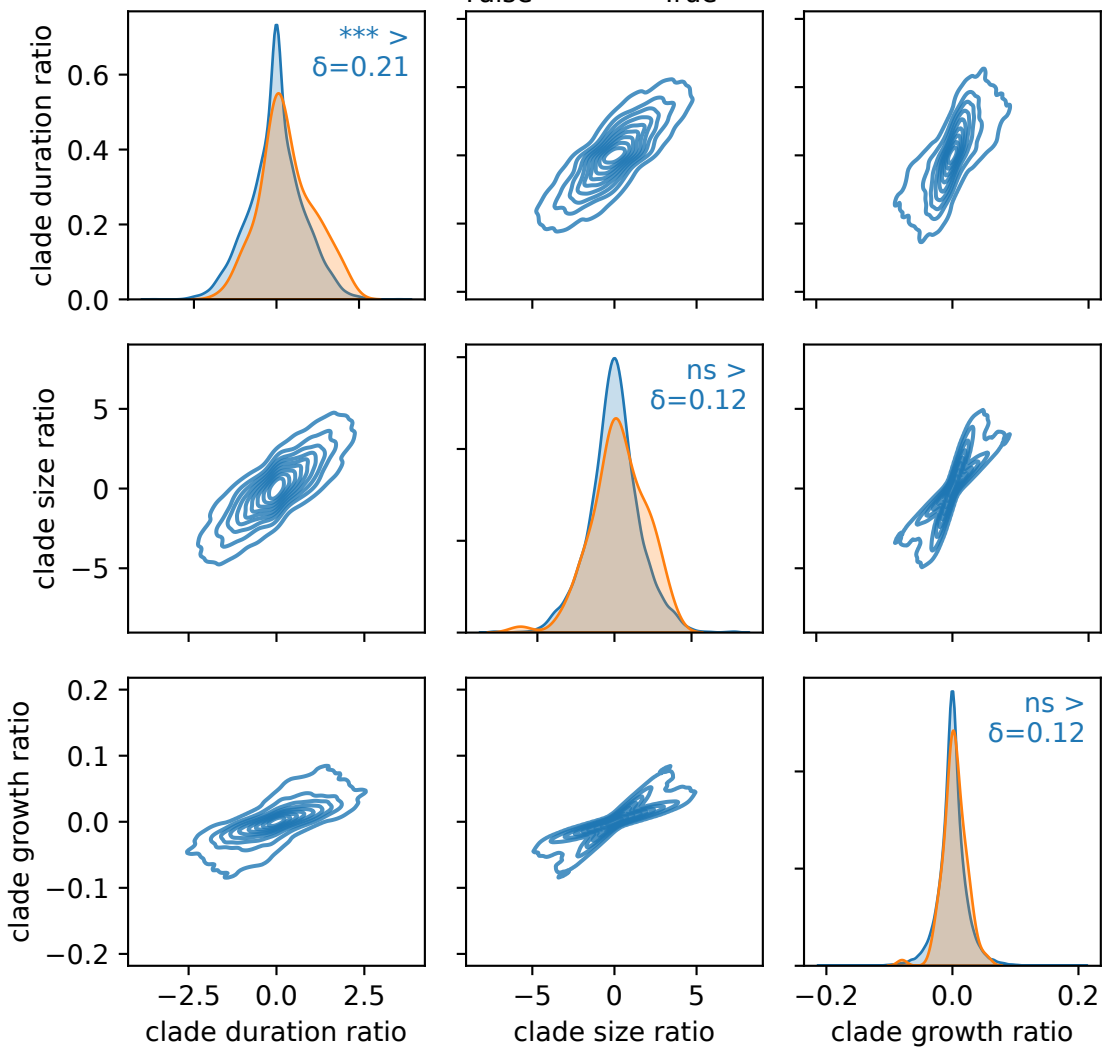 clade duration ratio
0.6
0.4
0.2
0.0
*** >
δ=0.21
clade size ratio
5
0
−5
ns >
δ=0.12
clade growth ratio
0.2
0.1
0.0
−0.1
−0.2
ns >
δ=0.12
−2.5 0.0 2.5
−5 0 5
−0.2 0.0 0.2
clade duration ratio
clade size ratio
clade growth ratio